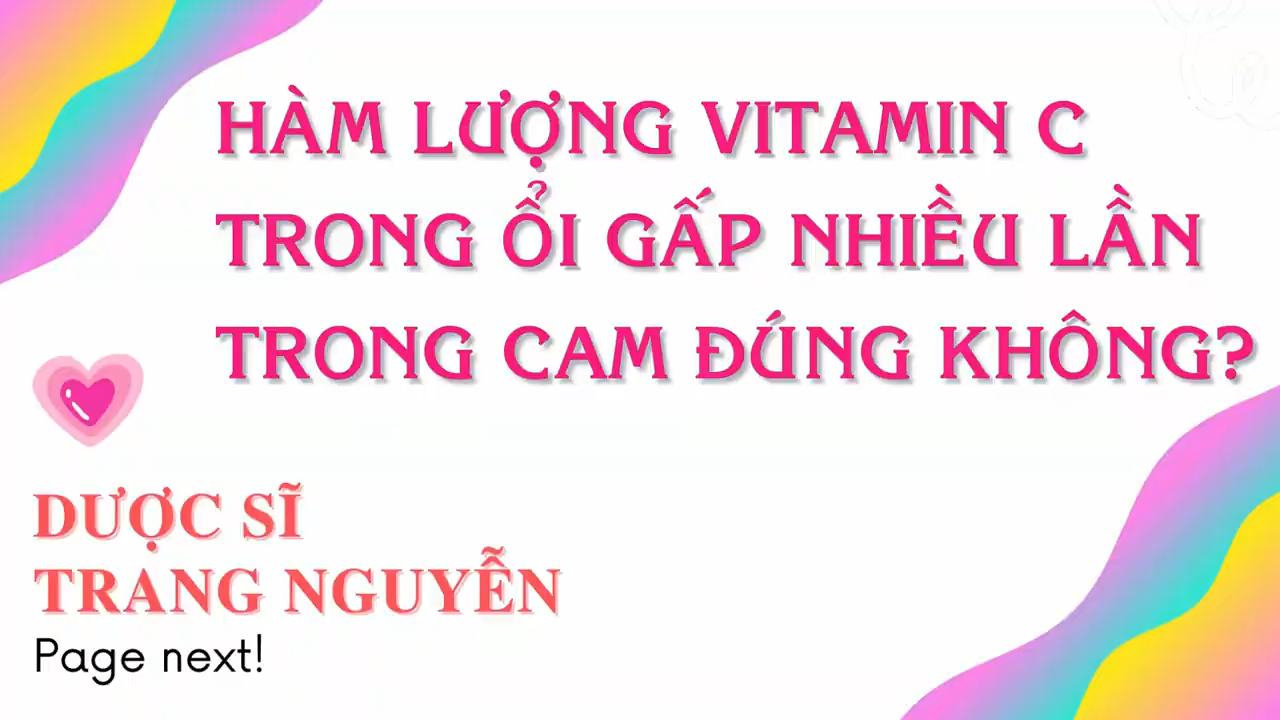 HÀM LƯỢNG VITAMIN C
TRONG ỔI GẤP NHIỀU LẦN
TRONG CAM ĐÚNG KHÔNG?
DƯỢC SĨ
TRANG NGUYỄN
Page next!